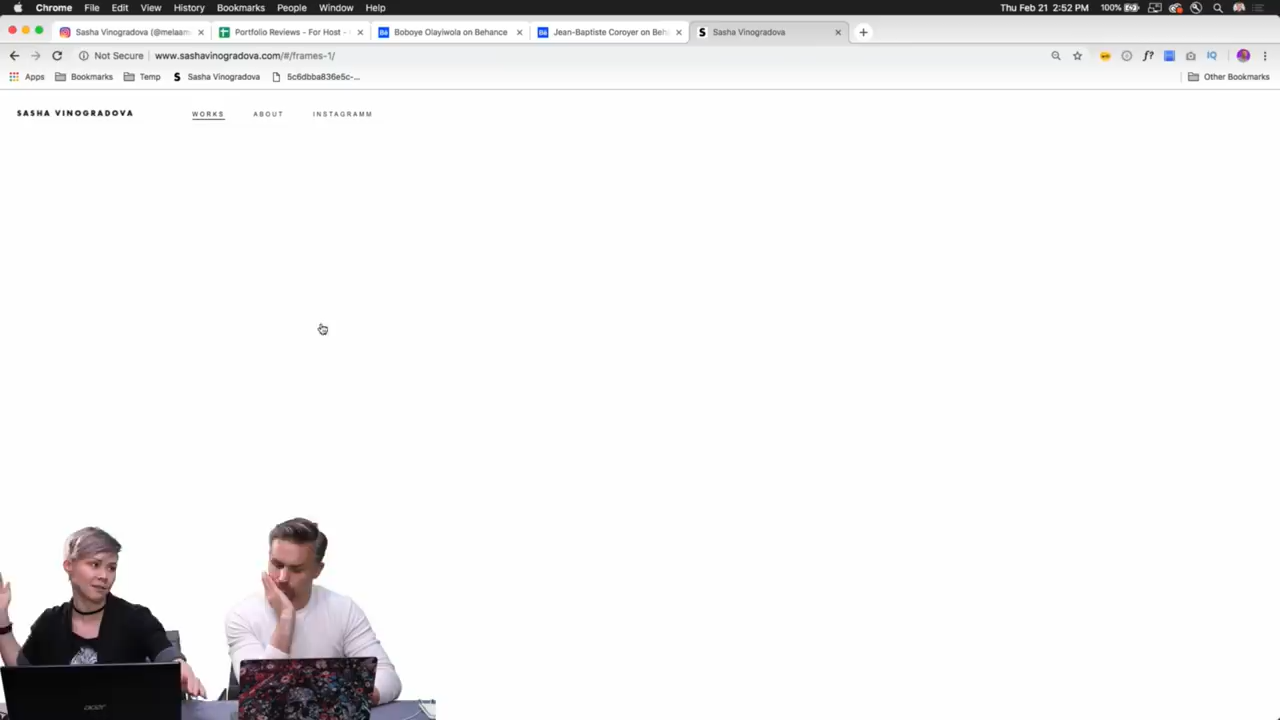 Chrome File Edit View History Bookmarks People Window Help
Thu Feb 21 2:52 PM 100%
Sasha Vinogradova (@melaam
Portfolio Reviews - For Host -
Boboye Olayiwola on Behance
Jean-Baptiste Coroyer on Beh
Sasha Vinogradova
Not Secure www.sashavinogradova.com/#/frames-1/
Apps Bookmarks Temp Sasha Vinogradova 5c6dbba836e5c-... Other Bookmarks
SASHA VINOGRADOVA WORKS ABOUT INSTAGRAMM
acer